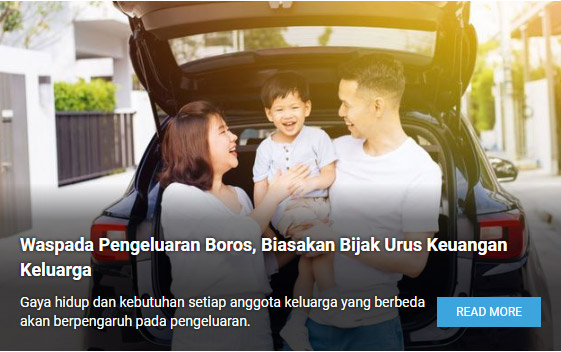 Waspada Pengeluaran Boros, Biasakan Bijak Urus Keuangan
Keluarga
Gaya hidup dan kebutuhan setiap anggota keluarga yang berbeda
akan berpengaruh pada pengeluaran.
READ MORE